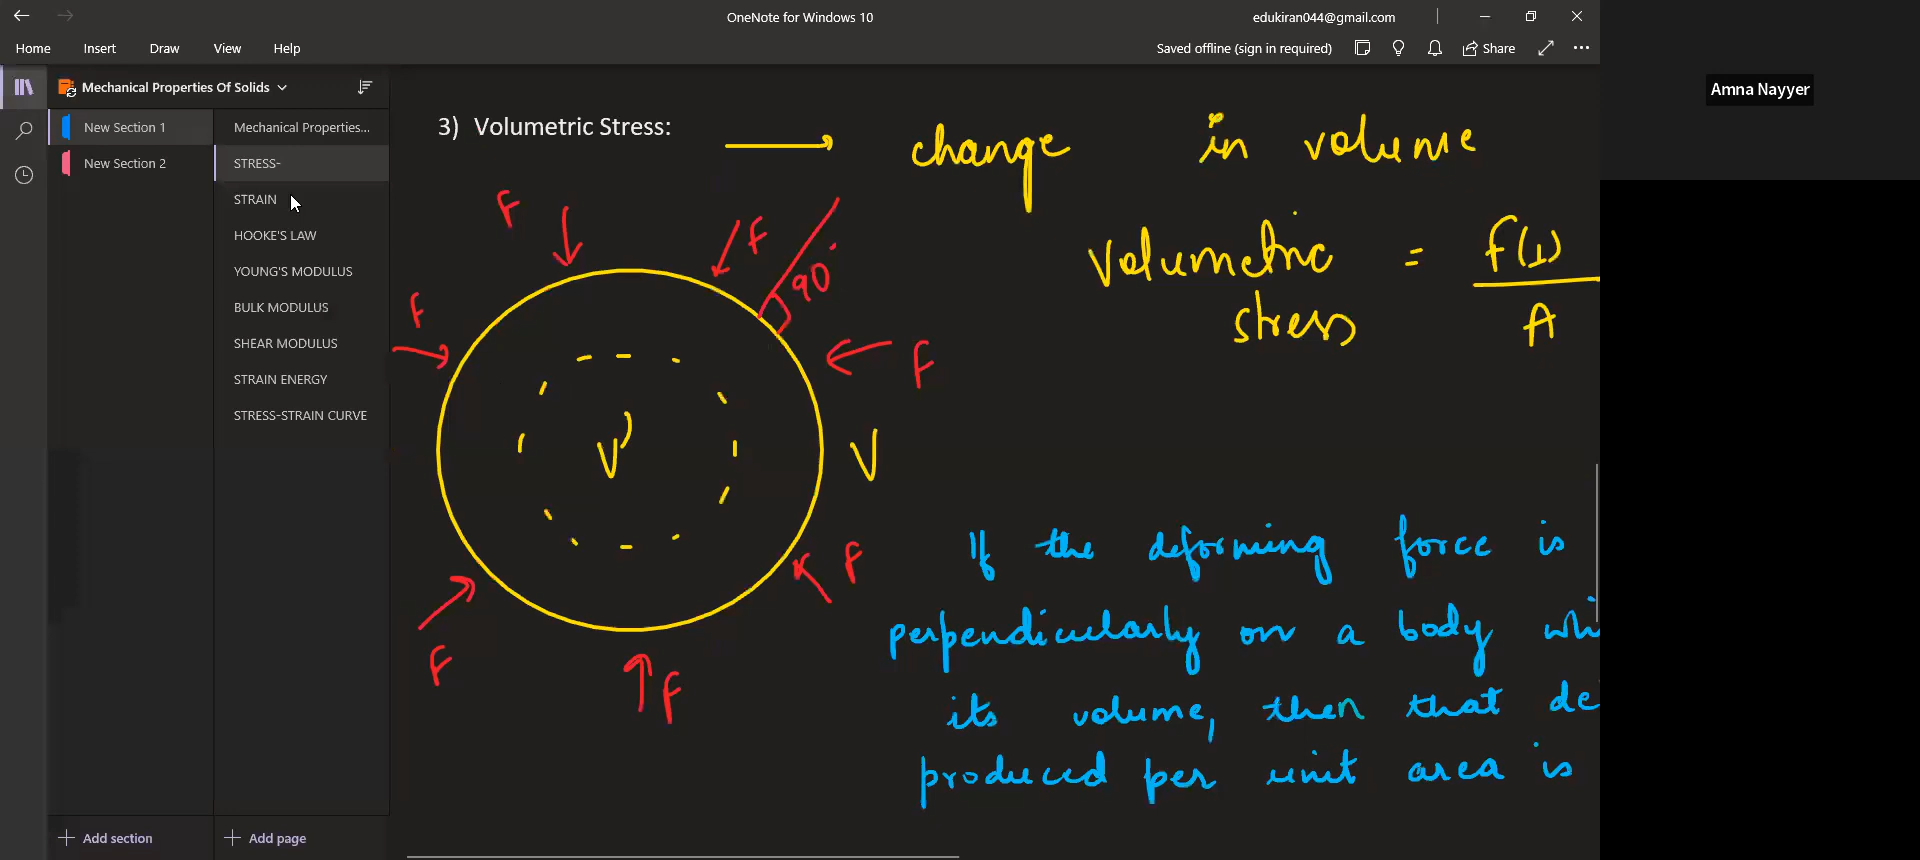 OneNote for Windows 10
edukiran044@gmail.com
Home Insert Draw View Help
Saved offline (sign in required)
Share
Mechanical Properties Of Solids
New Section 1
New Section 2
Mechanical Properties...
STRESS-
STRAIN
HOOKE'S LAW
YOUNG'S MODULUS
BULK MODULUS
SHEAR MODULUS
STRAIN ENERGY
STRESS-STRAIN CURVE
Add section
Add page
3) Volumetric Stress:
change in volume
F
F
90°
F
F
F
F
F
V'
V
Volumetric stress = F(⊥)
A
If the deforming force is
perpendicularly on a body
its volume, then that de
produced per unit area is
Amna Nayyer